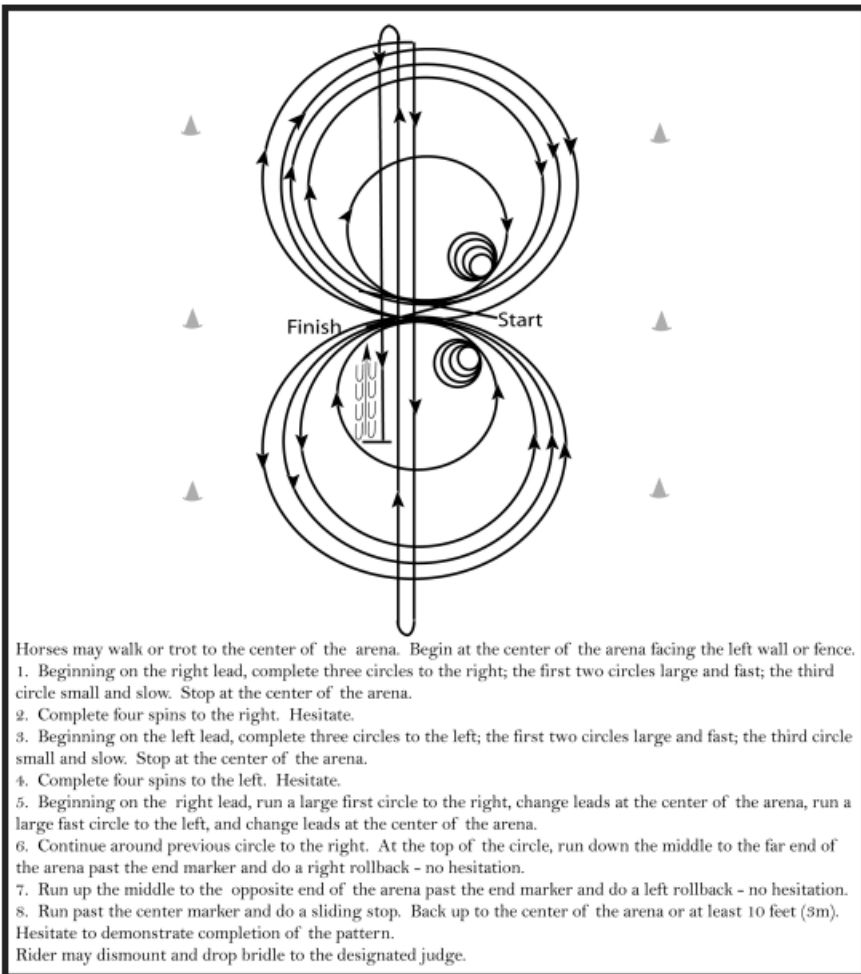 Start
Finish
Horses may walk or trot to the center of the arena. Begin at the center of the arena facing the left wall or fence.
1. Beginning on the right lead, complete three circles to the right; the first two circles large and fast; the third
circle small and slow. Stop at the center of the arena.
2. Complete four spins to the right. Hesitate.
3. Beginning on the left lead, complete three circles to the left; the first two circles large and fast; the third circle
small and slow. Stop at the center of the arena.
4. Complete four spins to the left. Hesitate.
5. Beginning on the right lead, run a large first circle to the right, change leads at the center of the arena, run a
large fast circle to the left, and change leads at the center of the arena.
6. Continue around previous circle to the right. At the top of the circle, run down the middle to the far end of
the arena past the end marker and do a right rollback - no hesitation.
7. Run up the middle to the opposite end of the arena past the end marker and do a left rollback - no hesitation.
8. Run past the center marker and do a sliding stop. Back up to the center of the arena or at least 10 feet (3m).
Hesitate to demonstrate completion of the pattern.
Rider may dismount and drop bridle to the designated judge.